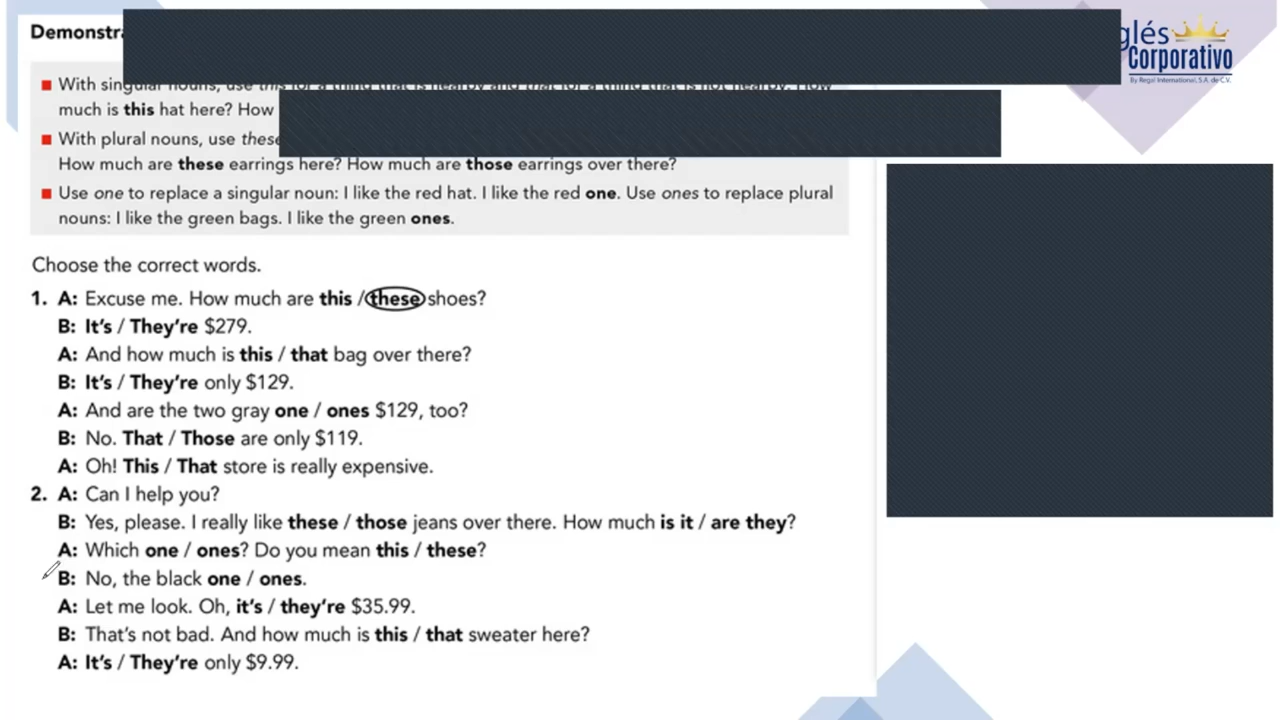 Demonstra
glés
Corporativo
By Regal International, S.A. de C.V.
With singular nouns, use this for a thing that is nearby and that for a thing that is not nearby: How
much is this hat here? How
With plural nouns, use these
How much are these earrings here? How much are those earrings over there?
Use one to replace a singular noun: I like the red hat. I like the red one. Use ones to replace plural
nouns: I like the green bags. I like the green ones.
Choose the correct words.
1. A: Excuse me. How much are this / these shoes?
B: It's / They're $279.
A: And how much is this / that bag over there?
B: It's / They're only $129.
A: And are the two gray one / ones $129, too?
B: No. That / Those are only $119.
A: Oh! This / That store is really expensive.
2. A: Can I help you?
B: Yes, please. I really like these / those jeans over there. How much is it / are they?
A: Which one / ones? Do you mean this / these?
B: No, the black one / ones.
A: Let me look. Oh, it's / they're $35.99.
B: That's not bad. And how much is this / that sweater here?
A: It's / They're only $9.99.